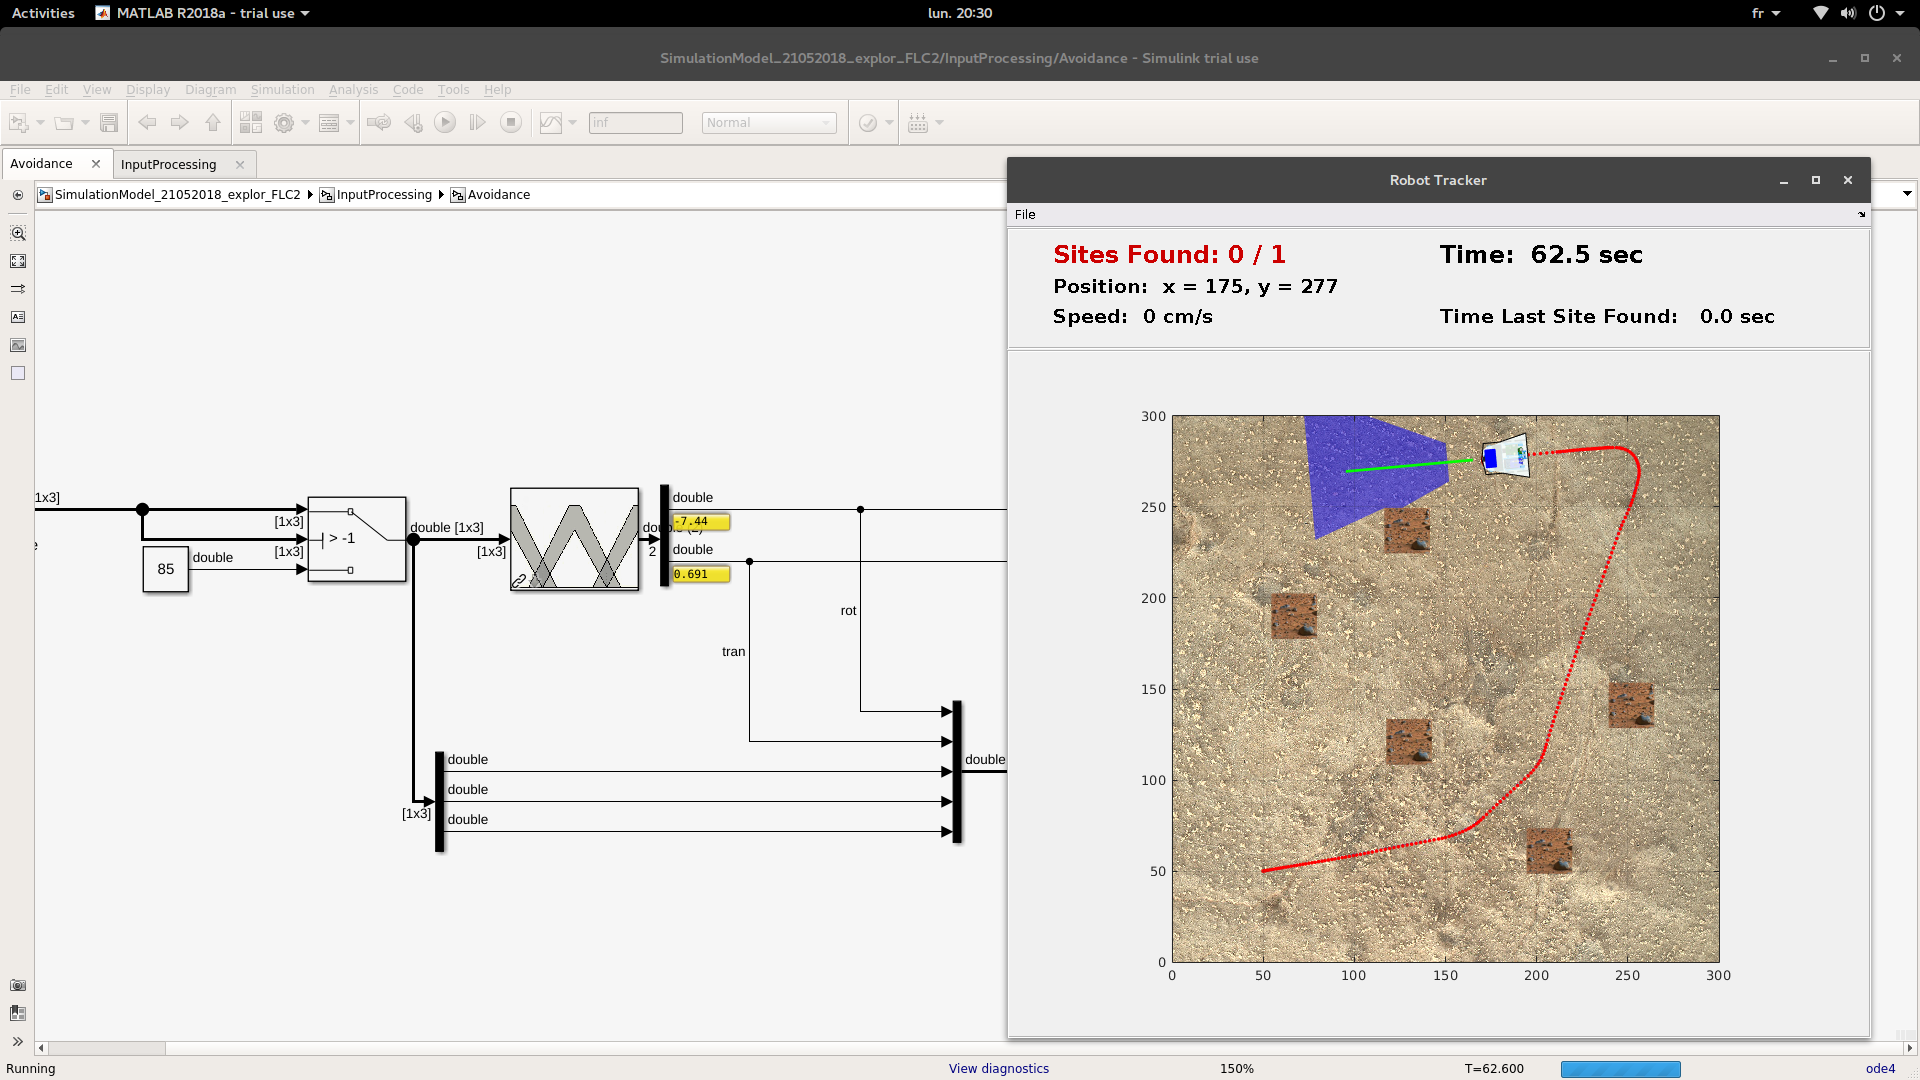 Activities MATLAB R2018a - trial use lun. 20:30 fr
SimulationModel_21052018_explor_FLC2/InputProcessing/Avoidance - Simulink trial use
File Edit View Display Diagram Simulation Analysis Code Tools Help
inf Normal
Avoidance InputProcessing
SimulationModel_21052018_explor_FLC2 InputProcessing Avoidance
1x3]
[1x3]
[1x3]
85
double
> -1
double [1x3]
[1x3]
2
double
-7.44
double
0.691
rot
tran
[1x3]
double
double
double
double
Robot Tracker
File
Sites Found: 0 / 1
Time: 62.5 sec
Position: x = 175, y = 277
Speed: 0 cm/s
Time Last Site Found: 0.0 sec
300
250
200
150
100
50
0
0 50 100 150 200 250 300
Running View diagnostics 150% T=62.600 ode4